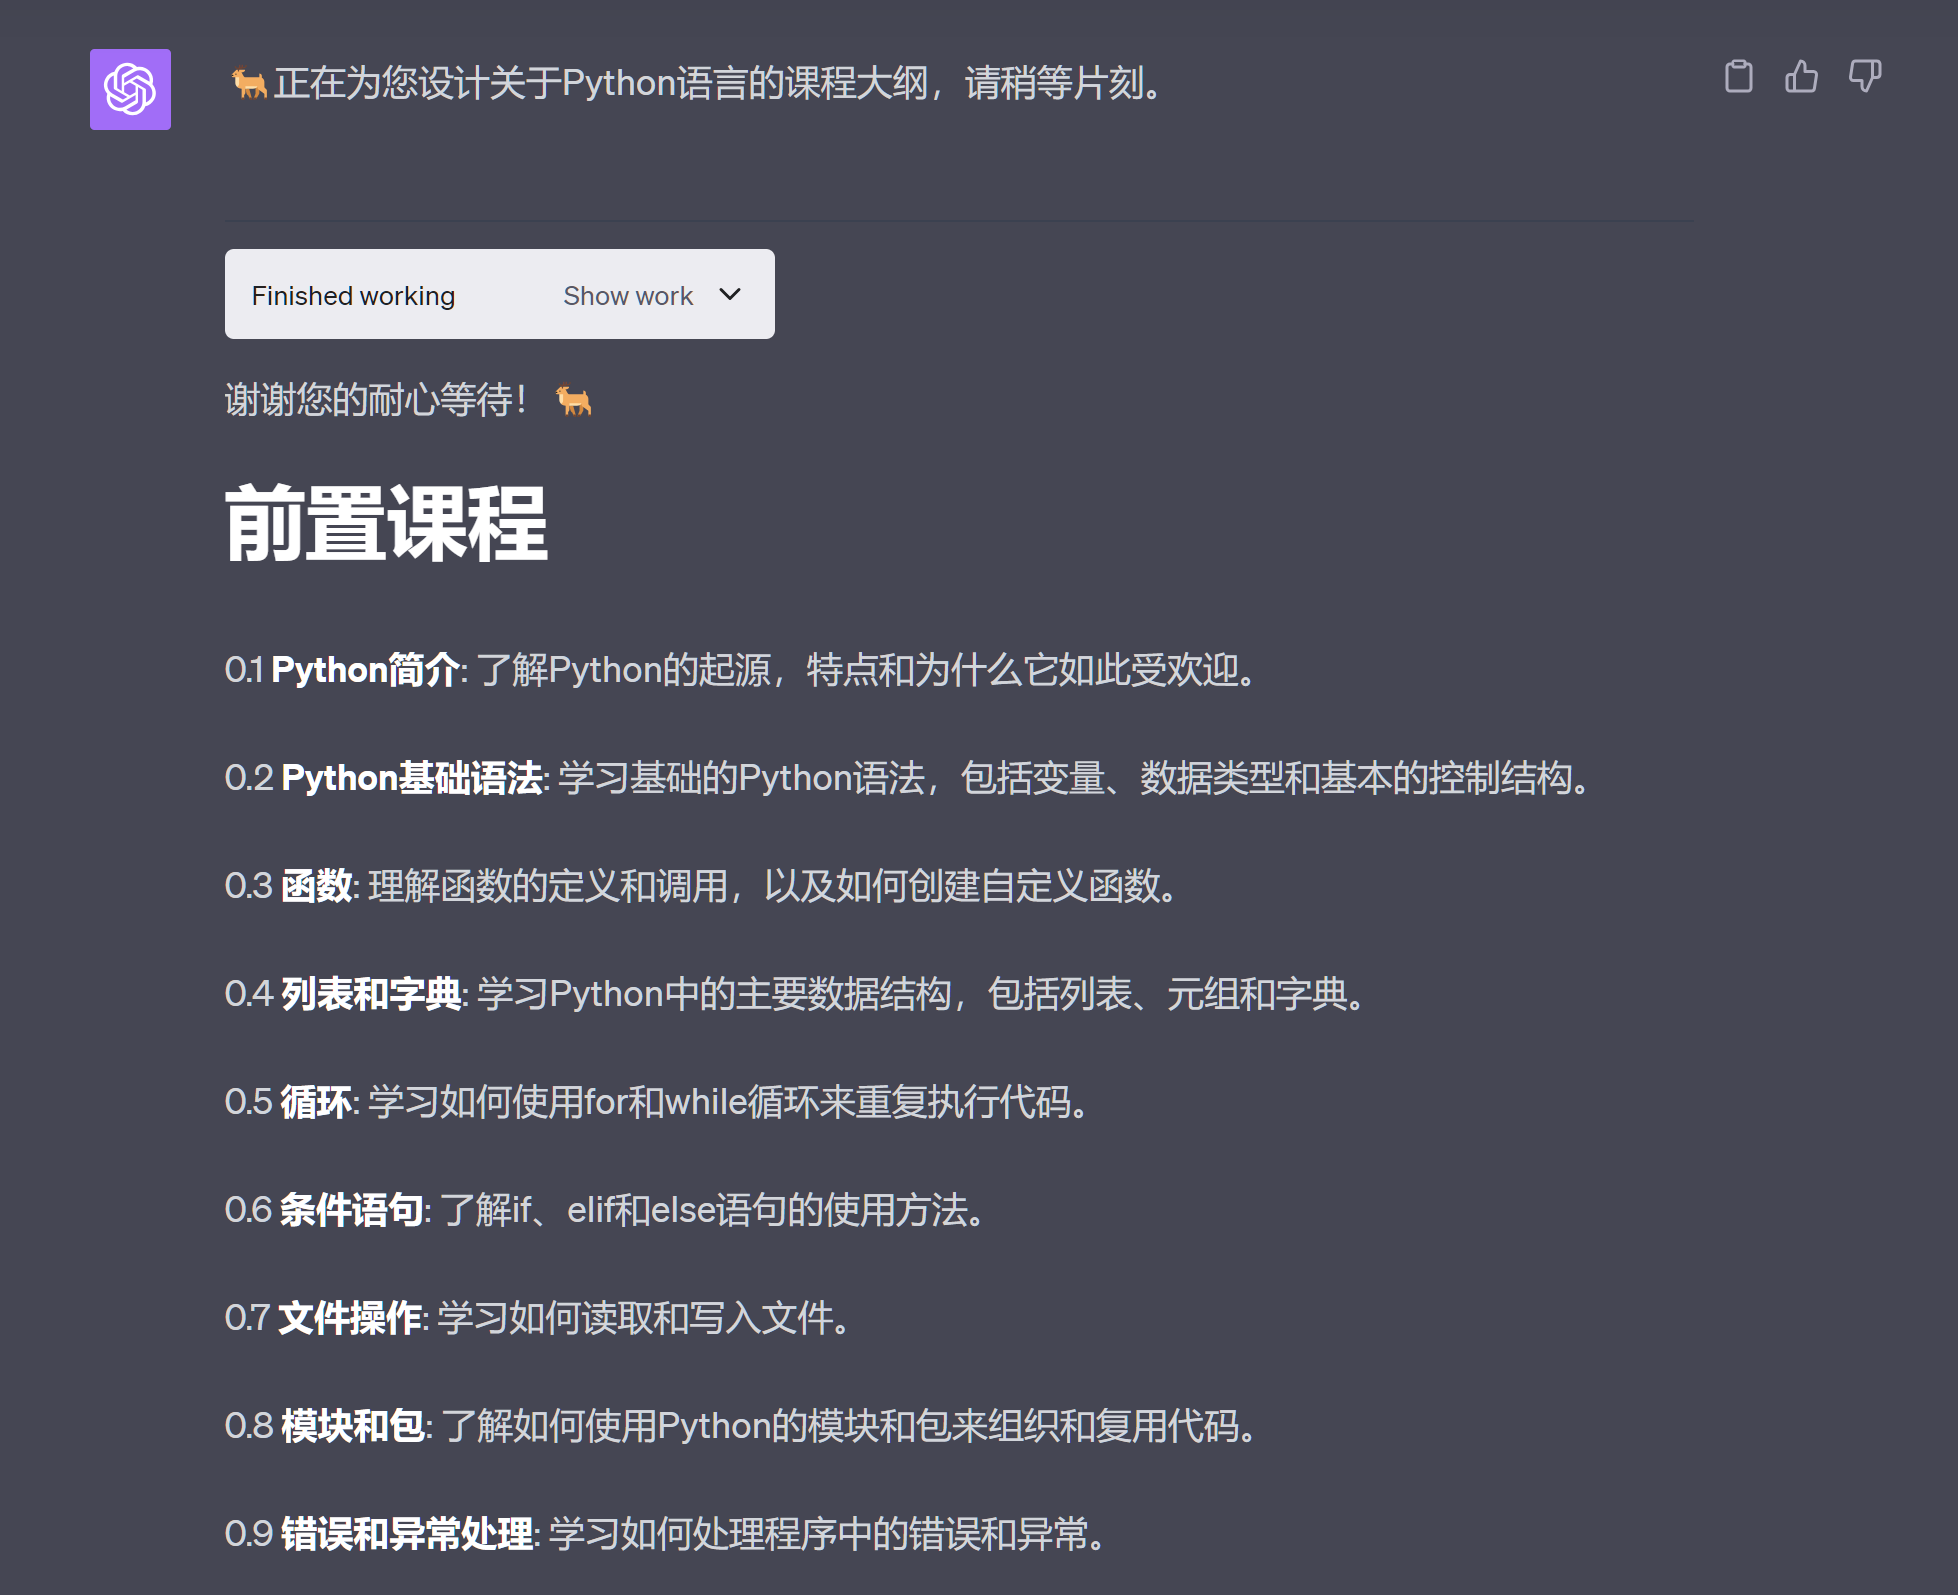 🐕正在为您设计关于Python语言的课程大纲，请稍等片刻。
Finished working Show work
谢谢您的耐心等待！🐕
前置课程
0.1 Python简介: 了解Python的起源，特点和为什么它如此受欢迎。
0.2 Python基础语法: 学习基础的Python语法，包括变量、数据类型和基本的控制结构。
0.3 函数: 理解函数的定义和调用，以及如何创建自定义函数。
0.4 列表和字典: 学习Python中的主要数据结构，包括列表、元组和字典。
0.5 循环: 学习如何使用for和while循环来重复执行代码。
0.6 条件语句: 了解if、elif和else语句的使用方法。
0.7 文件操作: 学习如何读取和写入文件。
0.8 模块和包: 了解如何使用Python的模块和包来组织和复用代码。
0.9 错误和异常处理: 学习如何处理程序中的错误和异常。